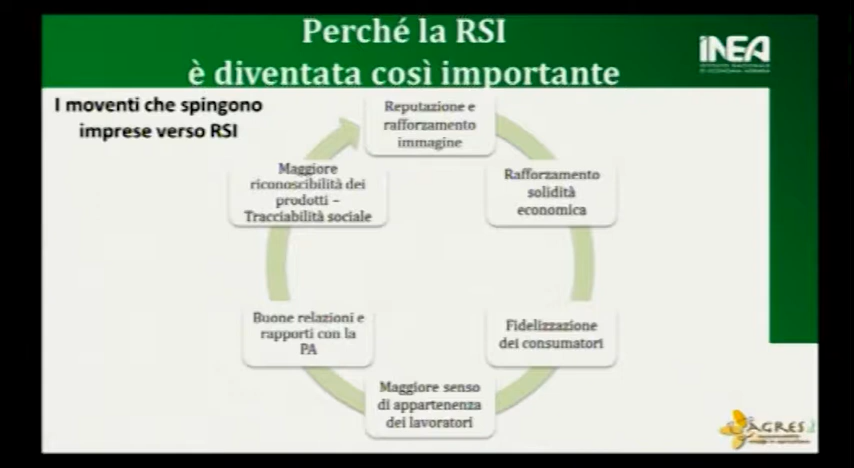 Perché la RSI
è diventata così importante
INEA
I moventi che spingono
imprese verso RSI
Reputazione e
rafforzamento
immagine
Rafforzamento
solidità
economica
Fidelizzazione
dei consumatori
Maggiore senso
di appartenenza
dei lavoratori
Buone relazioni e
rapporti con la
PA
Maggiore
riconoscibilità dei
prodotti –
Tracciabilità sociale
AGRES